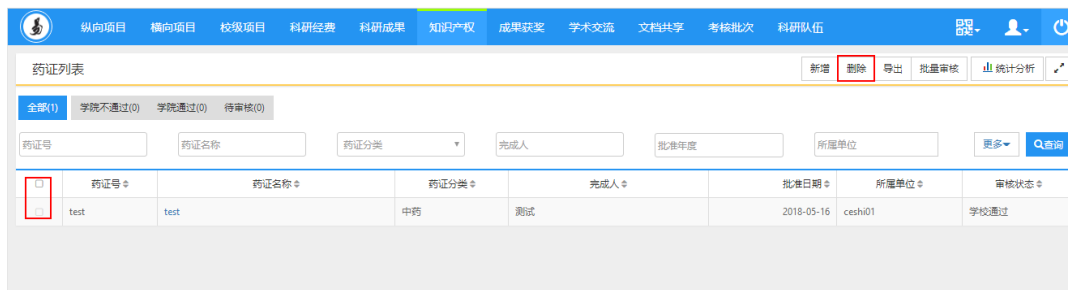 纵向项目 横向项目 校级项目 科研经费 科研成果 知识产权 成果获奖 学术交流 文档共享 考核批次 科研队伍
药证列表 新增 删除 导出 批量审核 统计分析
全部(1) 学院不通过(0) 学院通过(0) 待审核(0)
药证号 药证名称 药证分类 完成人 批准年度 所属单位 更多 查询
药证号 药证名称 药证分类 完成人 批准日期 所属单位 审核状态
test test 中药 测试 2018-05-16 ceshi01 学校通过